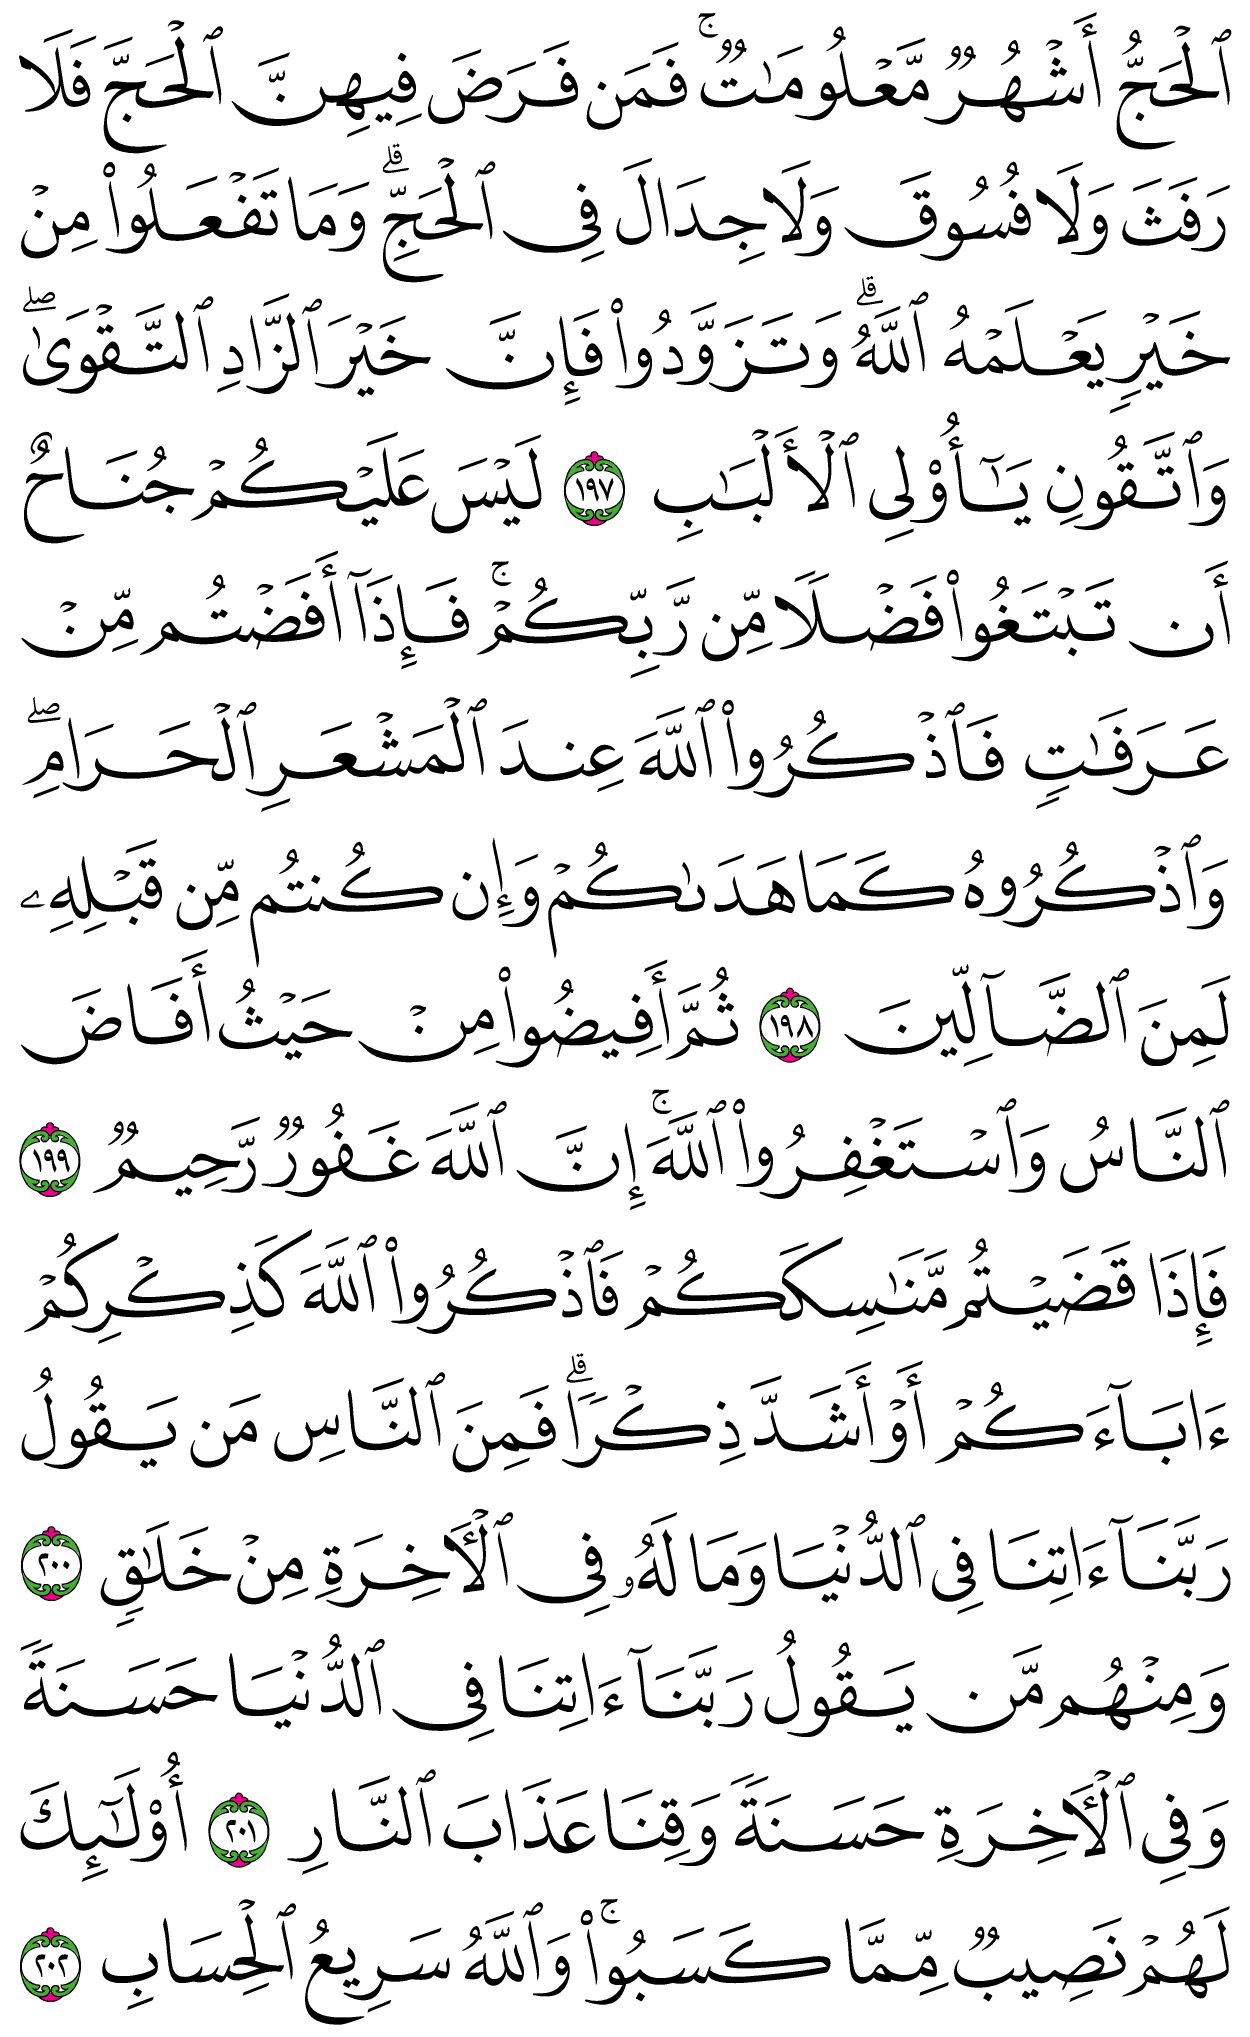 ٱلۡحَجُّ أَشۡهُرٞ مَّعۡلُومَٰتٞۚ فَمَن فَرَضَ فِيهِنَّ ٱلۡحَجَّ فَلَا
رَفَثَ وَلَا فُسُوقَ وَلَا جِدَالَ فِي ٱلۡحَجِّۗ وَمَا تَفۡعَلُواْ مِنۡ
خَيۡرٖ يَعۡلَمۡهُ ٱللَّهُۗ وَتَزَوَّدُواْ فَإِنَّ خَيۡرَ ٱلزَّادِ ٱلتَّقۡوَىٰۖ
وَٱتَّقُونِ يَٰٓأُوْلِي ٱلۡأَلۡبَٰبِ ١٩٧ لَيۡسَ عَلَيۡكُمۡ جُنَاحٌ
أَن تَبۡتَغُواْ فَضۡلٗا مِّن رَّبِّكُمۡۚ فَإِذَآ أَفَضۡتُم مِّنۡ
عَرَفَٰتٖ فَٱذۡكُرُواْ ٱللَّهَ عِندَ ٱلۡمَشۡعَرِ ٱلۡحَرَامِۖ
وَٱذۡكُرُوهُ كَمَا هَدَىٰكُمۡ وَإِن كُنتُم مِّن قَبۡلِهِۦ
لَمِنَ ٱلضَّآلِّينَ ١٩٨ ثُمَّ أَفِيضُواْ مِنۡ حَيۡثُ أَفَاضَ
ٱلنَّاسُ وَٱسۡتَغۡفِرُواْ ٱللَّهَۚ إِنَّ ٱللَّهَ غَفُورٞ رَّحِيمٞ ١٩٩
فَإِذَا قَضَيۡتُم مَّنَٰسِكَكُمۡ فَٱذۡكُرُواْ ٱللَّهَ كَذِكۡرِكُمۡ
ءَابَآءَكُمۡ أَوۡ أَشَدَّ ذِكۡرٗاۗ فَمِنَ ٱلنَّاسِ مَن يَقُولُ
رَبَّنَآ ءَاتِنَا فِي ٱلدُّنۡيَا وَمَا لَهُۥ فِي ٱلۡأٓخِرَةِ مِنۡ خَلَٰقٖ ٢٠٠
وَمِنۡهُم مَّن يَقُولُ رَبَّنَآ ءَاتِنَا فِي ٱلدُّنۡيَا حَسَنَةٗ
وَفِي ٱلۡأٓخِرَةِ حَسَنَةٗ وَقِنَا عَذَابَ ٱلنَّارِ ٢٠١ أُوْلَٰٓئِكَ
لَهُمۡ نَصِيبٞ مِّمَّا كَسَبُواْۚ وَٱللَّهُ سَرِيعُ ٱلۡحِسَابِ ٢٠٢